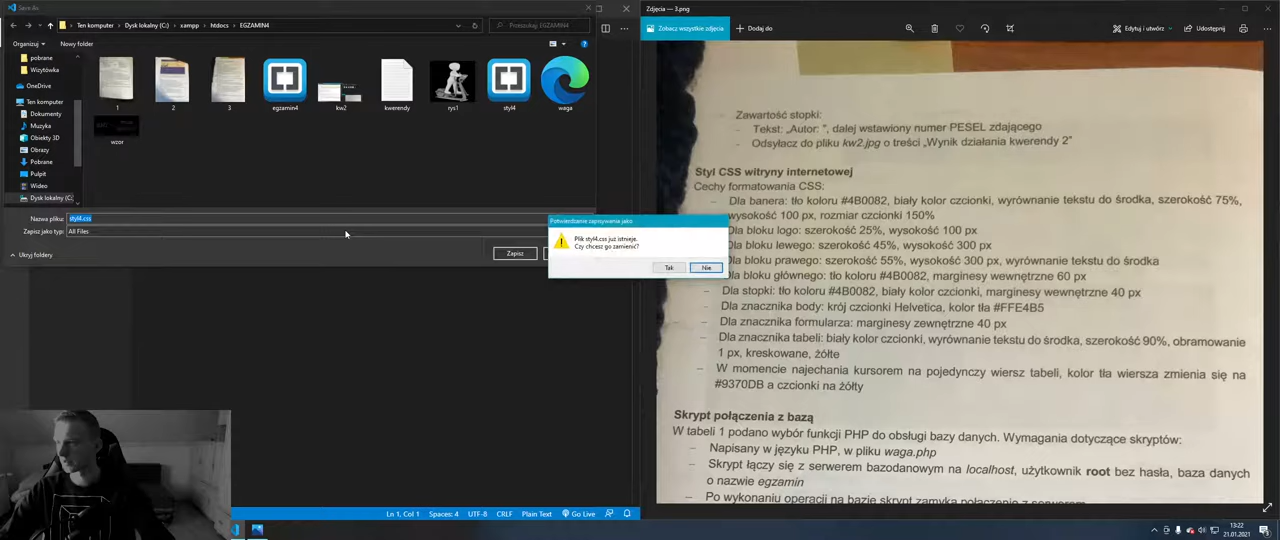 Save As
Ten komputer > Dysk lokalny (C:) > xampp > htdocs > EGZAMIN4
Przeszukaj: EGZAMIN4
Organizuj
Nowy folder
pobrane
Wizytówka
OneDrive
Ten komputer
Dokumenty
Muzyka
Obiekty 3D
Obrazy
Pobrane
Pulpit
Wideo
Dysk lokalny (C:)
1
2
3
egzamin4
kw2
kwerendy
rys1
styl4
waga
wzor
Nazwa pliku:
styl4.css
Zapisz jako typ:
All Files
Ukryj foldery
Zapisz
Potwierdzanie zapisywania jako
Plik styl4.css już istnieje.
Czy chcesz go zamienić?
Tak
Nie
Ln 1, Col 1
Spaces: 4
UTF-8
CRLF
Plain Text
Go Live
Zdjęcia — 3.png
Zobacz wszystkie zdjęcia
Dodaj do
Edytuj i utwórz
Udostępnij
Zawartość stopki:
– Tekst: „Autor: ”, dalej wstawiony numer PESEL zdającego
– Odsyłacz do pliku kw2.jpg o treści „Wynik działania kwerendy 2”
Styl CSS witryny internetowej
Cechy formatowania CSS:
– Dla banera: tło koloru #4B0082, biały kolor czcionki, wyrównanie tekstu do środka, szerokość 75%,
wysokość 100 px, rozmiar czcionki 150%
Dla bloku logo: szerokość 25%, wysokość 100 px
Dla bloku lewego: szerokość 45%, wysokość 300 px
Dla bloku prawego: szerokość 55%, wysokość 300 px, wyrównanie tekstu do środka
Dla bloku głównego: tło koloru #4B0082, marginesy wewnętrzne 60 px
– Dla stopki: tło koloru #4B0082, biały kolor czcionki, marginesy wewnętrzne 40 px
– Dla znacznika body: krój czcionki Helvetica, kolor tła #FFE4B5
– Dla znacznika formularza: marginesy zewnętrzne 40 px
– Dla znacznika tabeli: biały kolor czcionki, wyrównanie tekstu do środka, szerokość 90%, obramowanie
1 px, kreskowane, żółte
– W momencie najechania kursorem na pojedynczy wiersz tabeli, kolor tła wiersza zmienia się na
#9370DB a czcionki na żółty
Skrypt połączenia z bazą
W tabeli 1 podano wybór funkcji PHP do obsługi bazy danych. Wymagania dotyczące skryptów:
– Napisany w języku PHP, w pliku waga.php
– Skrypt łączy się z serwerem bazodanowym na localhost, użytkownik root bez hasła, baza danych
o nazwie egzamin
– Po wykonaniu operacji na bazie skrypt zamyka połączenie z serwerem
13:22
21.01.2021